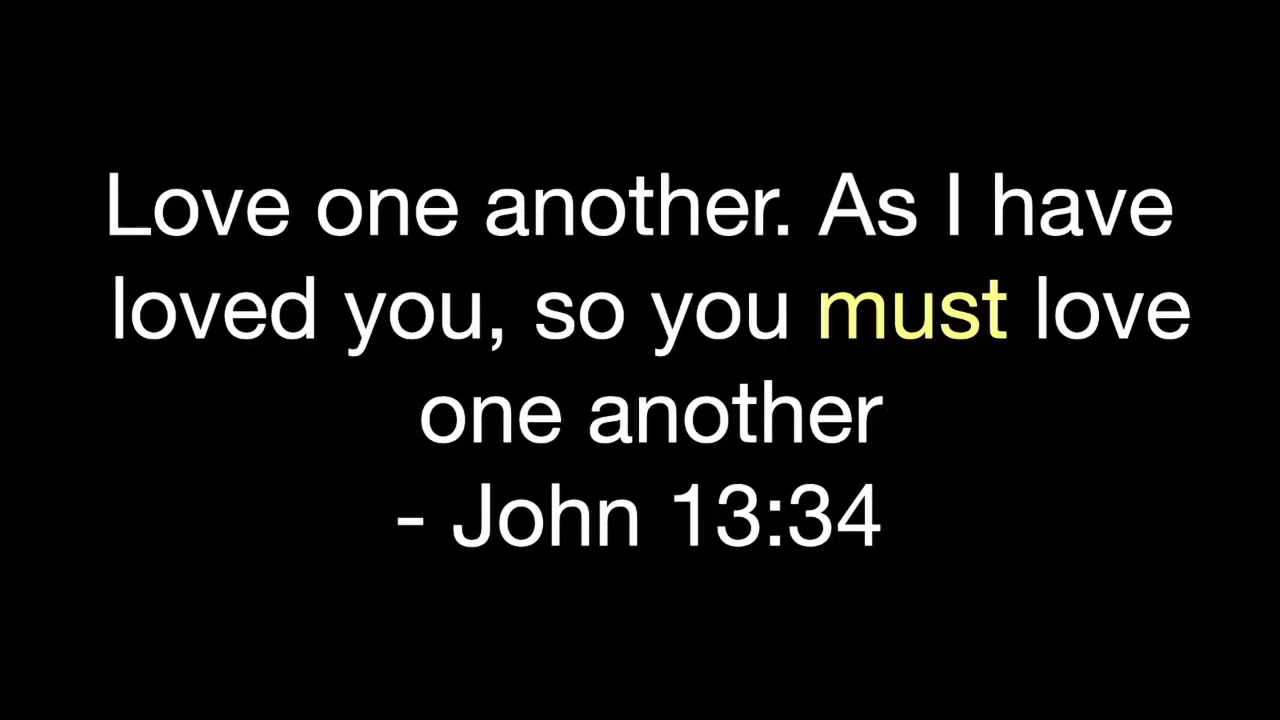 Love one another. As I have
loved you, so you must love
one another
- John 13:34